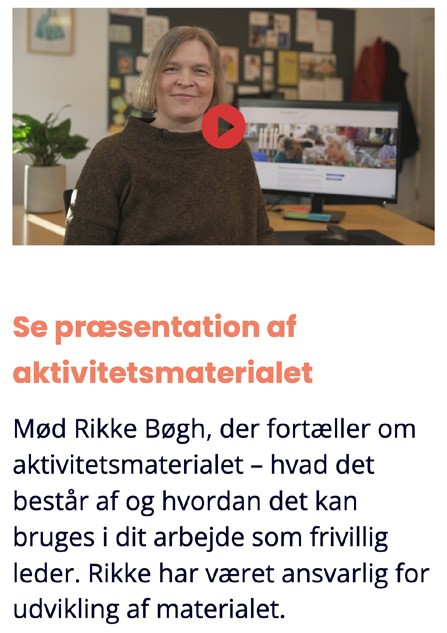 Se præsentation af
aktivitetsmaterialet
Mød Rikke Bøgh, der fortæller om
aktivitetsmaterialet – hvad det
består af og hvordan det kan
bruges i dit arbejde som frivillig
leder. Rikke har været ansvarlig for
udvikling af materialet.